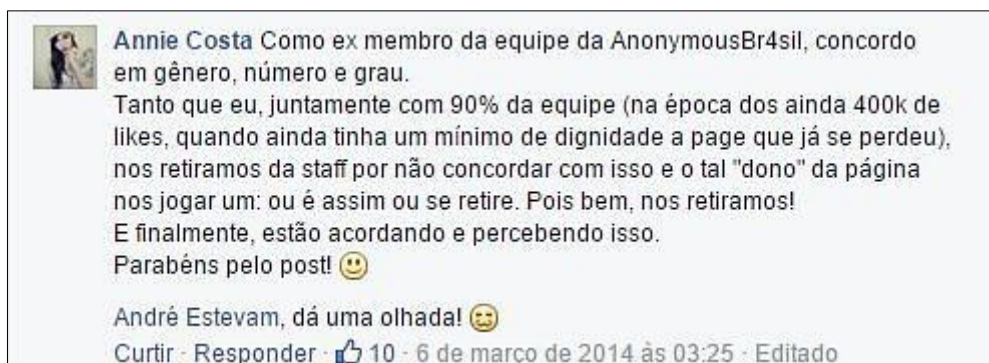 Annie Costa Como ex membro da equipe da AnonymousBr4sil, concordo
em gênero, número e grau.
Tanto que eu, juntamente com 90% da equipe (na época dos ainda 400k de
likes, quando ainda tinha um mínimo de dignidade a page que já se perdeu),
nos retiramos da staff por não concordar com isso e o tal "dono" da página
nos jogar um: ou é assim ou se retire. Pois bem, nos retiramos!
E finalmente, estão acordando e percebendo isso.
Parabéns pelo post!
André Estevam, dá uma olhada!
Curtir · Responder · 10 · 6 de março de 2014 às 03:25 · Editado